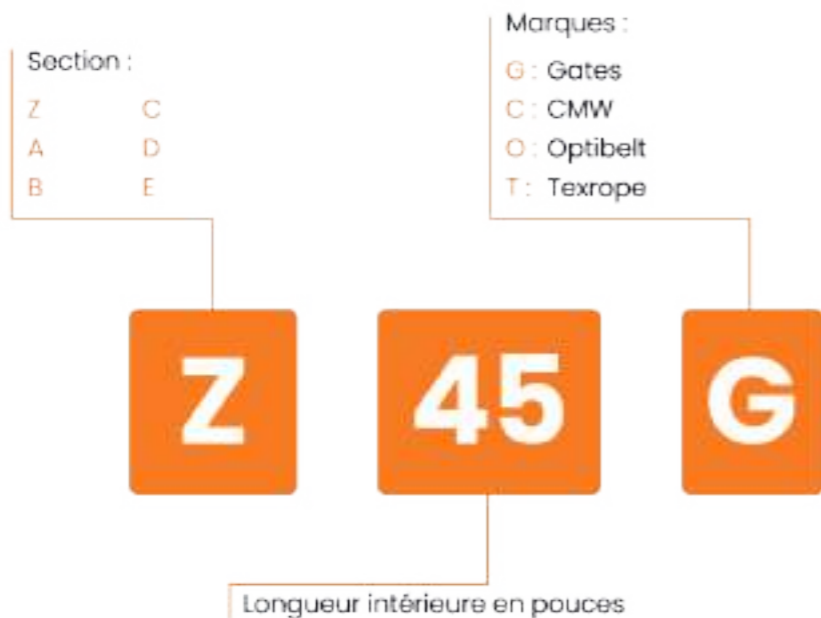 Section :
Z C
A D
B E
Marques :
G : Gates
C : CMW
O : Optibelt
T : Texrope
Z 45 G
Longueur intérieure en pouces